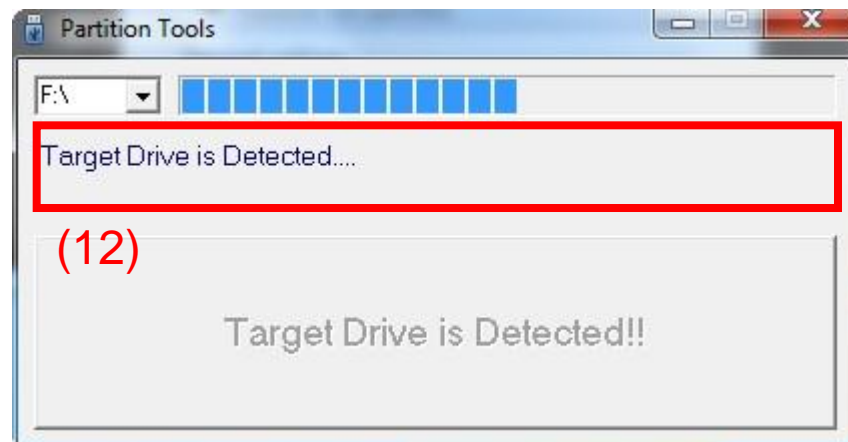 Partition Tools
F:\
Target Drive is Detected....
(12)
Target Drive is Detected!!